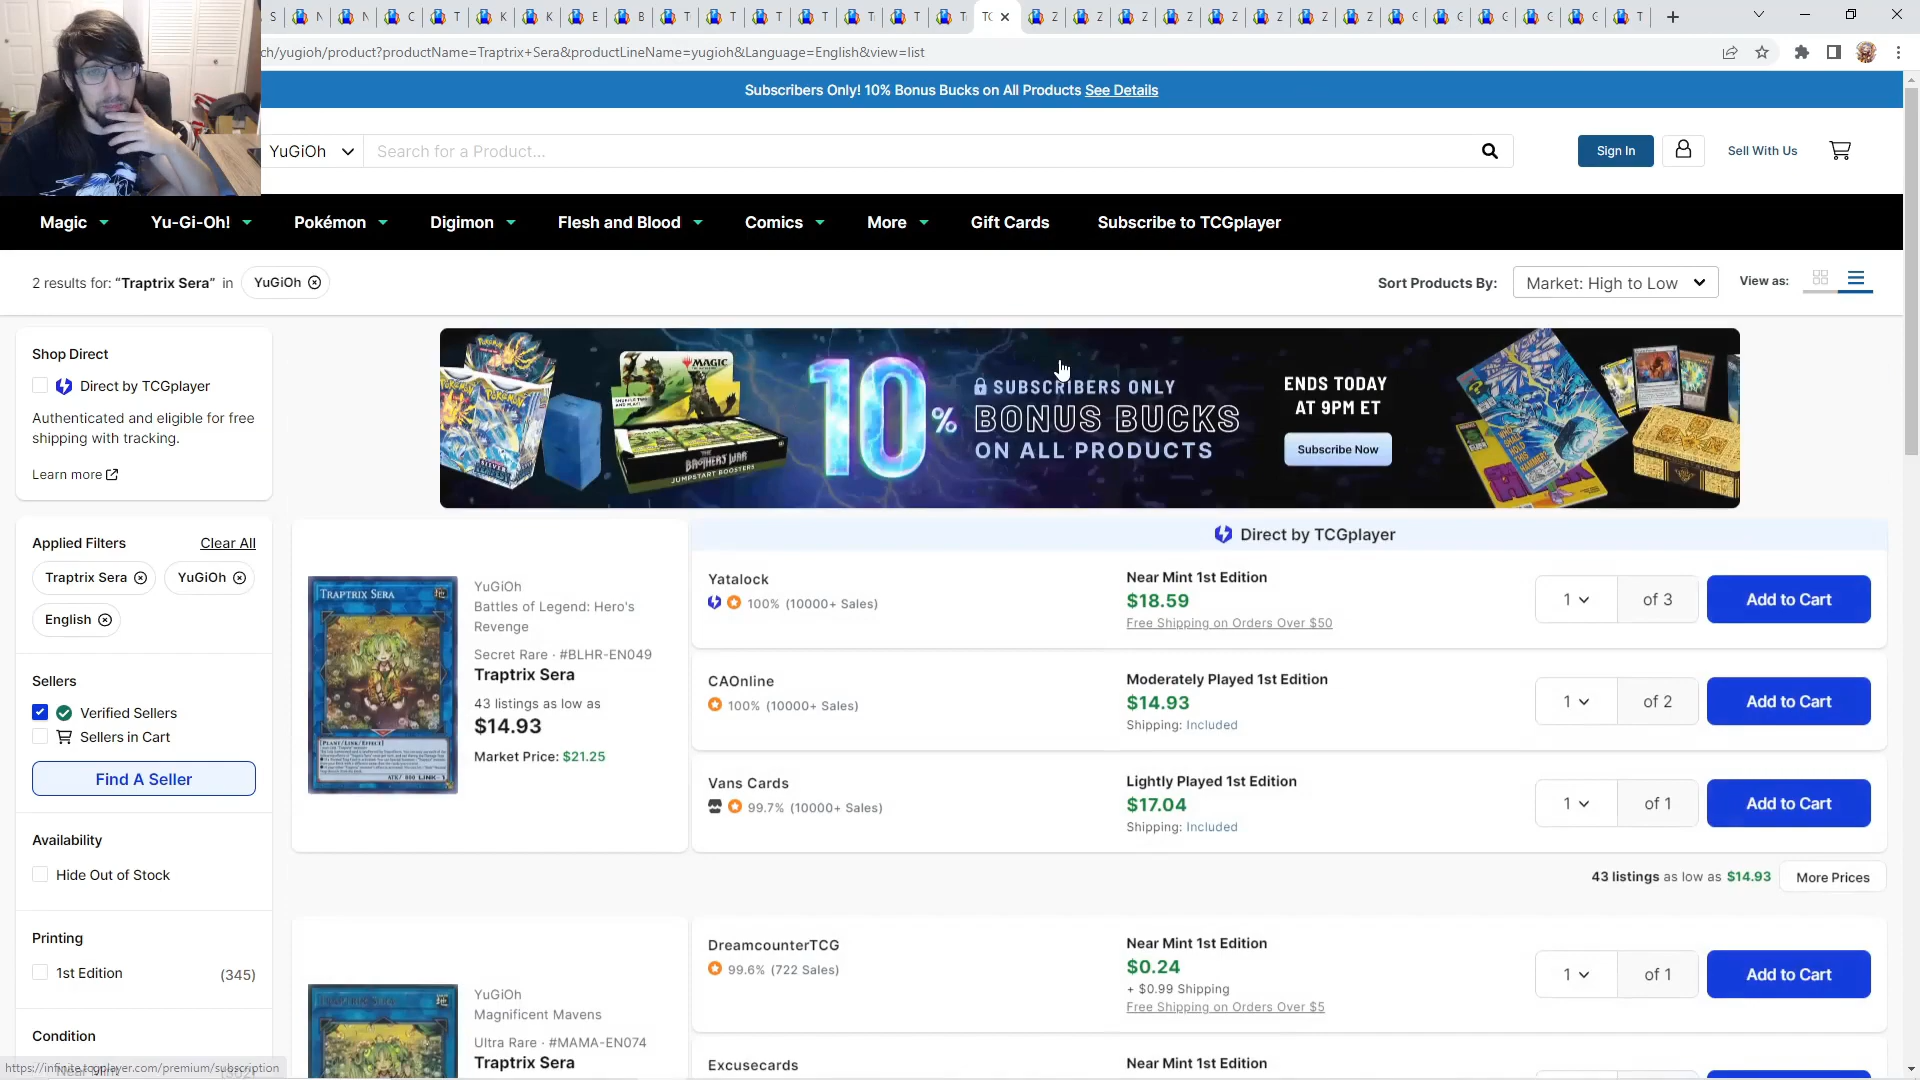 S N N C T K K E B T T T T T T T TC Z Z Z Z Z Z Z Z C C C C C T
ch/yugioh/product?productName=Traptrix+Sera&productLineName=yugioh&Language=English&view=list
Subscribers Only! 10% Bonus Bucks on All Products See Details
YuGiOh
Search for a Product...
Sign In
Sell With Us
Magic
Yu-Gi-Oh!
Pokémon
Digimon
Flesh and Blood
Comics
More
Gift Cards
Subscribe to TCGplayer
2 results for: “Traptrix Sera” in YuGiOh
Sort Products By: Market: High to Low
View as:
Shop Direct
Direct by TCGplayer
Authenticated and eligible for free
shipping with tracking.
Learn more
POKÉMON
MAGIC
THE BROTHERS' WAR
JUMPSTART BOOSTERS
10%
SUBSCRIBERS ONLY
BONUS BUCKS
ON ALL PRODUCTS
ENDS TODAY
AT 9PM ET
Subscribe Now
Applied Filters
Clear All
Traptrix Sera
YuGiOh
English
Sellers
Verified Sellers
Sellers in Cart
Find A Seller
Availability
Hide Out of Stock
Printing
1st Edition (345)
Condition
Near Mint
https://infinite.tcgplayer.com/premium/subscription
TRAPTRIX SERA
YuGiOh
Battles of Legend: Hero's
Revenge
Secret Rare · #BLHR-EN049
Traptrix Sera
43 listings as low as
$14.93
Market Price: $21.25
Direct by TCGplayer
Yatalock
100% (10000+ Sales)
Near Mint 1st Edition
$18.59
Free Shipping on Orders Over $50
1
of 3
Add to Cart
CAOnline
100% (10000+ Sales)
Moderately Played 1st Edition
$14.93
Shipping: Included
1
of 2
Add to Cart
Vans Cards
99.7% (10000+ Sales)
Lightly Played 1st Edition
$17.04
Shipping: Included
1
of 1
Add to Cart
43 listings as low as $14.93
More Prices
TRAPTRIX SERA
YuGiOh
Magnificent Mavens
Ultra Rare · #MAMA-EN074
Traptrix Sera
DreamcounterTCG
99.6% (722 Sales)
Near Mint 1st Edition
$0.24
+ $0.99 Shipping
Free Shipping on Orders Over $5
1
of 1
Add to Cart
Excusecards
Near Mint 1st Edition